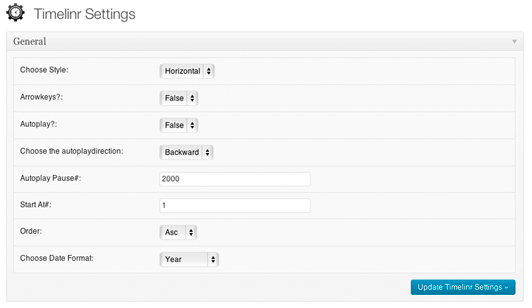 Timelinr Settings
General
Choose Style: Horizontal
Arrowkeys?: False
Autoplay?: False
Choose the autoplaydirection: Backward
Autoplay Pause#: 2000
Start At#: 1
Order: Asc
Choose Date Format: Year
Update Timelinr Settings »